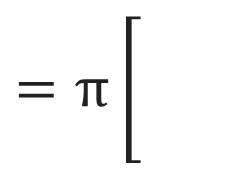 = π [